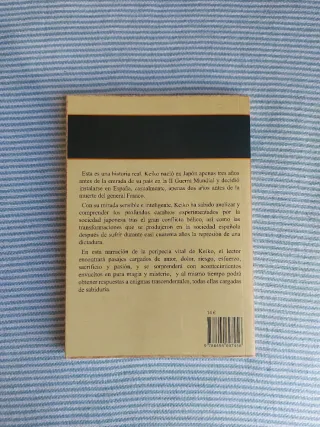 Esta es una historia real. Keiko nació en Japón apenas tres años
antes de la entrada de su país en la II Guerra Mundial y decidió
instalarse en España, casualmente, apenas dos años antes de la
muerte del general Franco.
Con su mirada sensible e inteligente, Keiko ha sabido analizar y
comprender los profundos cambios experimentados por la
sociedad japonesa tras el gran conflicto bélico, así como las
transformaciones que se produjeron en la sociedad española
después de sufrir durante casi cuarenta años la represión de una
dictadura.
En esta narración de la peripecia vital de Keiko, el lector
encontrará pasajes cargados de amor, dolor, riesgo, esfuerzo,
sacrificio y pasión, y se sorprenderá con acontecimientos
envueltos en pura magia y misterio, y al mismo tiempo podrá
obtener respuestas a enigmas transcendentales, todas ellas cargadas
de sabiduría.